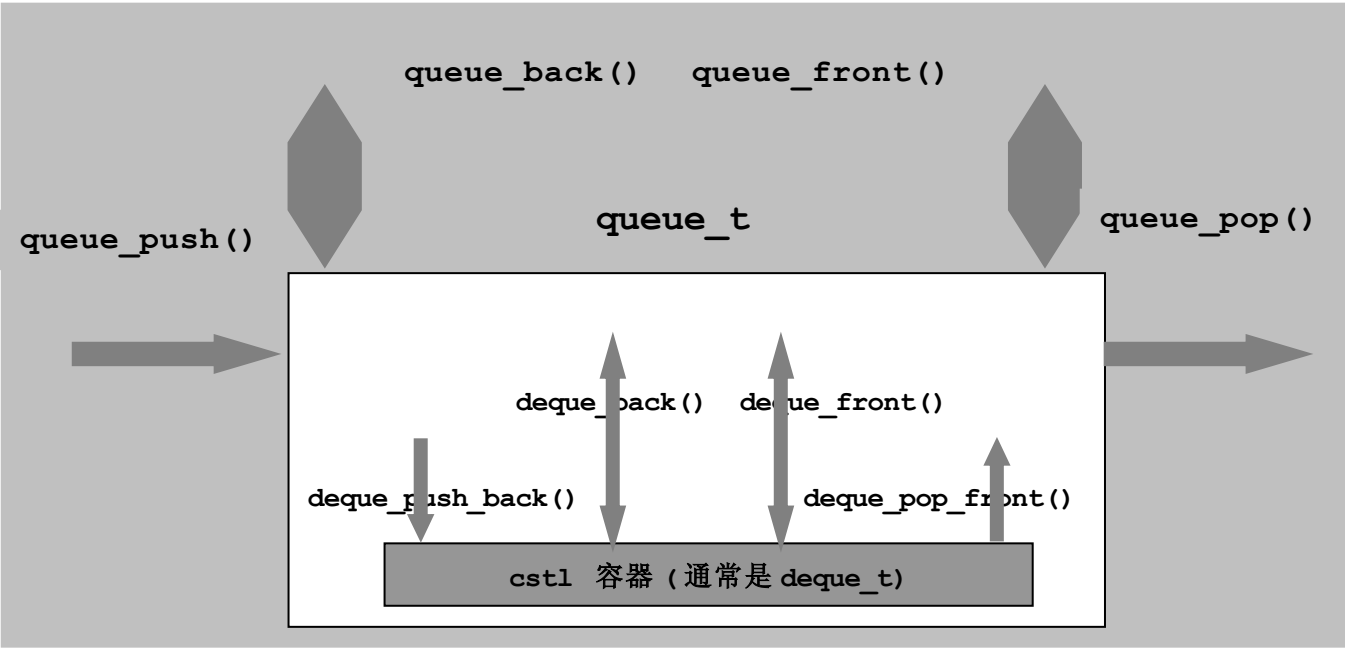 queue_back() queue_front()
queue_t
queue_push()
queue_pop()
deque_back() deque_front()
deque_push_back() deque_pop_front()
cstl 容器 (通常是 deque_t)